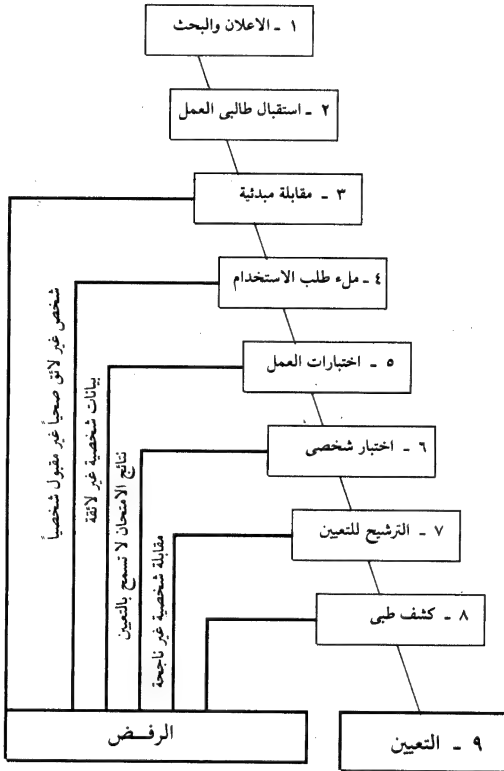 ١ ـ الاعلان والبحث
٢ ـ استقبال طالبى العمل
٣ ـ مقابلة مبدئية
٤ ـ ملء طلب الاستخدام
٥ ـ اختبارات العمل
٦ ـ اختبار شخصى
٧ ـ الترشيح للتعيين
٨ ـ كشف طبى
٩ ـ التعيين
شخص غير لائق صحياً غير مقبول شخصياً
بيانات شخصية غير لائقة
نتائج الامتحان لا تسمح بالتعيين
مقابلة شخصية غير ناجحة
الرفــض